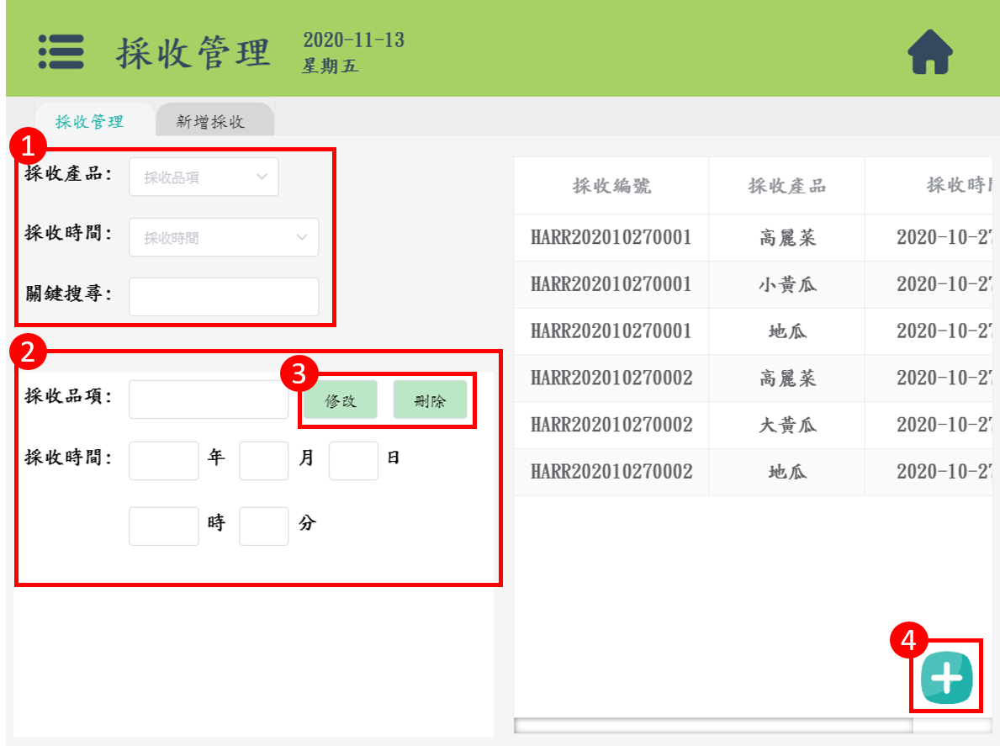 採收管理
2020-11-13
星期五
採收管理
新增採收
1
採收產品：
採收品項
採收時間：
採收時間
關鍵搜尋：
2
3
採收品項：
修改
刪除
採收時間：
年
月
日
時
分
採收編號 採收產品 採收時
HARR202010270001 高麗菜 2020-10-27
HARR202010270001 小黃瓜 2020-10-27
HARR202010270001 地瓜 2020-10-27
HARR202010270002 高麗菜 2020-10-27
HARR202010270002 大黃瓜 2020-10-27
HARR202010270002 地瓜 2020-10-27
4